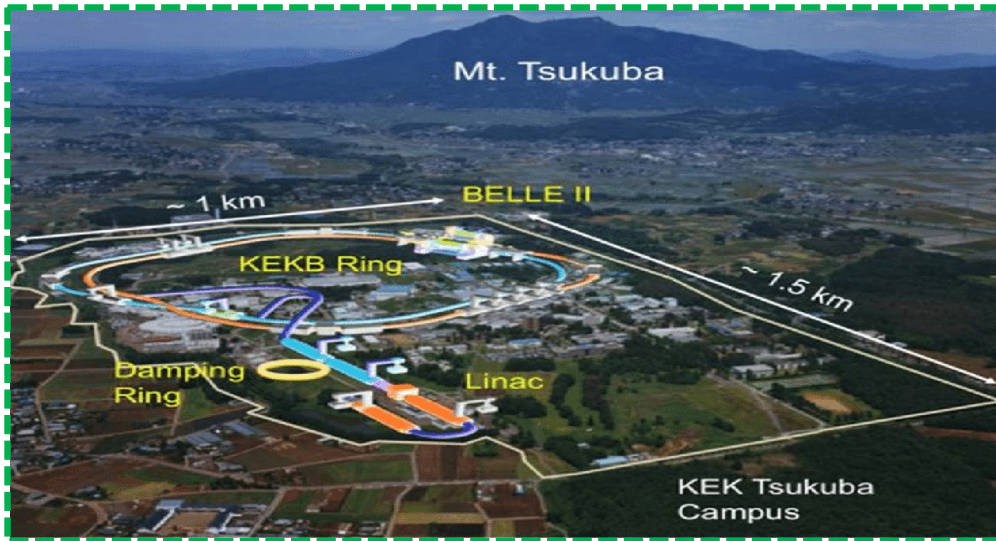 Mt. Tsukuba
BELLE II
~ 1 km
KEKB Ring
~ 1.5 km
Damping
Ring
Linac
KEK Tsukuba
Campus